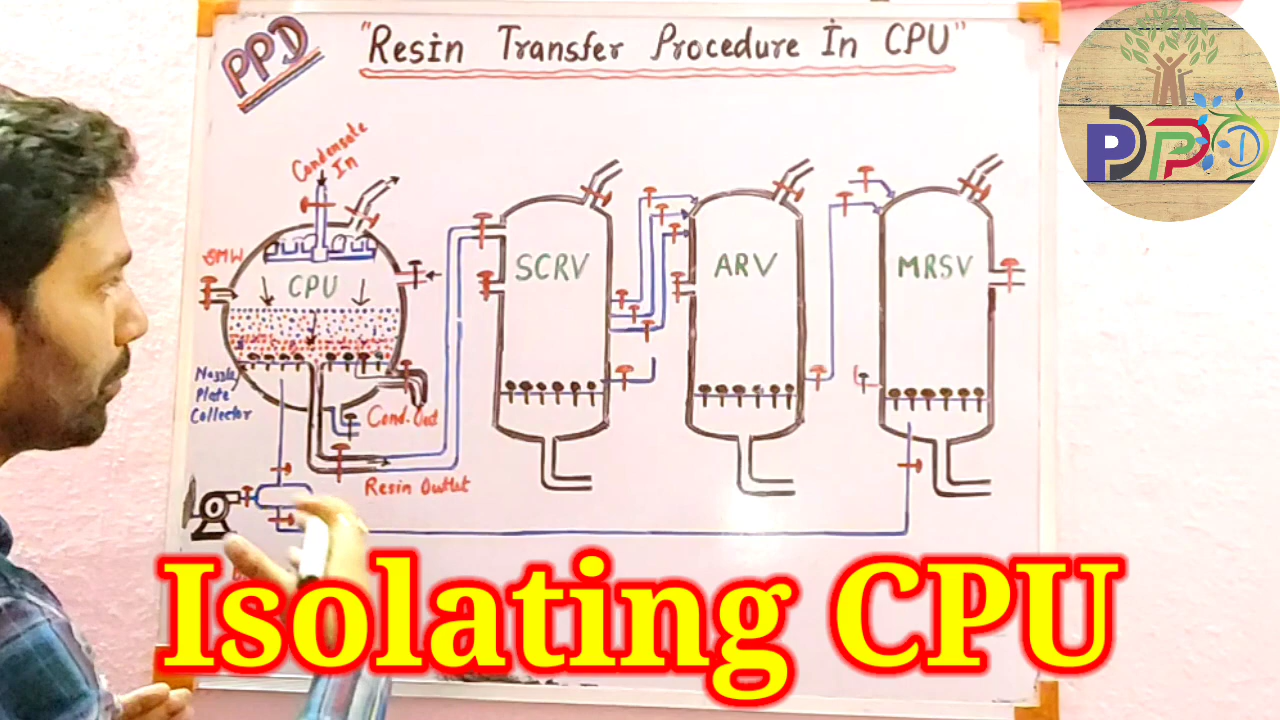 PPD
"Resin Transfer Procedure In CPU"
PPD
Condensate
In
DMW
CPU
SCRV
ARV
MRSV
Nozzle
Plate
Collector
Cond. Out
Resin Outlet
Isolating CPU